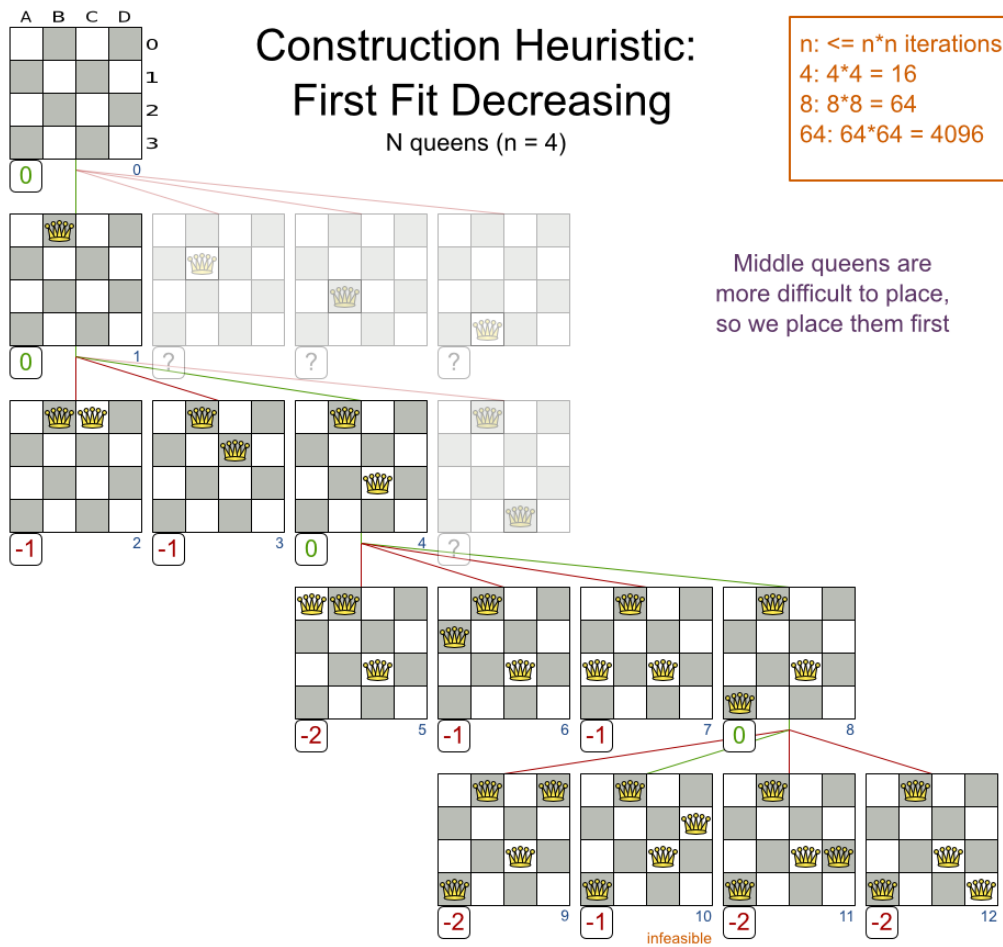 A B C D
0
1
2
3
Construction Heuristic:
First Fit Decreasing
N queens (n = 4)
n: <= n*n iterations
4: 4*4 = 16
8: 8*8 = 64
64: 64*64 = 4096
0 0
Middle queens are
more difficult to place,
so we place them first
0 1 ? ? ?
-1 2 -1 3 0 4 ?
-2 5 -1 6 -1 7 0 8
-2 9 -1 10 -2 11 -2 12
infeasible